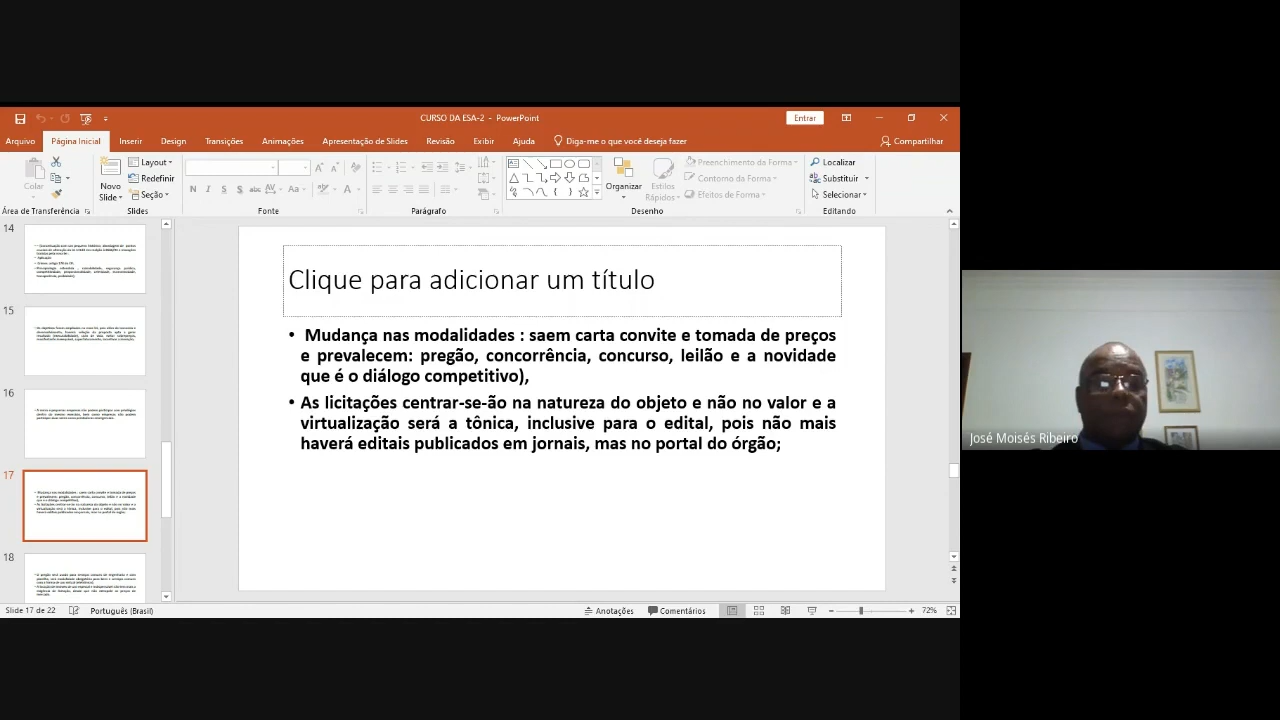 CURSO DA ESA-2 - PowerPoint
Entrar
Arquivo Página Inicial Inserir Design Transições Animações Apresentação de Slides Revisão Exibir Ajuda Diga-me o que você deseja fazer Compartilhar
Colar
Novo Slide
Layout
Redefinir
Seção
N I S S abc AV Aa A
Organizar
Estilos Rápidos
Preenchimento da Forma
Contorno da Forma
Efeitos de Forma
Localizar
Substituir
Selecionar
Área de Transferência Slides Fonte Parágrafo Desenho Editando
14
15
16
17
18
Clique para adicionar um título
• Mudança nas modalidades : saem carta convite e tomada de preços
e prevalecem: pregão, concorrência, concurso, leilão e a novidade
que é o diálogo competitivo),
• As licitações centrar-se-ão na natureza do objeto e não no valor e a
virtualização será a tônica, inclusive para o edital, pois não mais
haverá editais publicados em jornais, mas no portal do órgão;
José Moisés Ribeiro
Slide 17 de 22 Português (Brasil) Anotações Comentários 72%